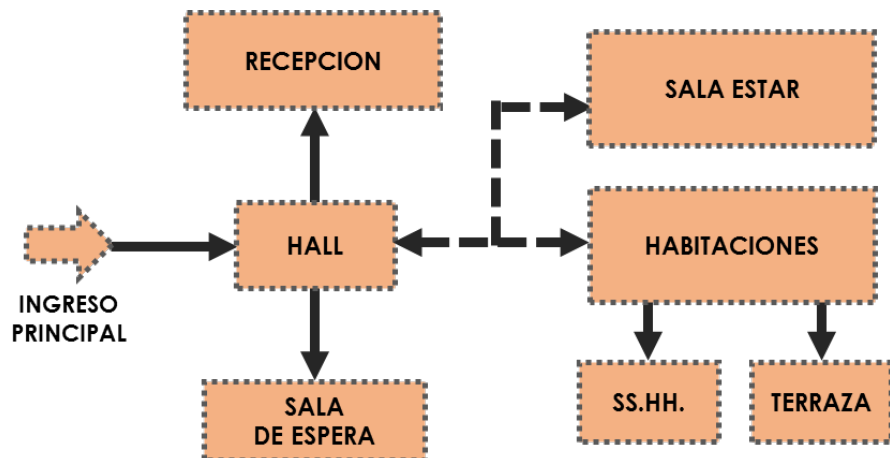 RECEPCION
SALA ESTAR
HALL
HABITACIONES
INGRESO
PRINCIPAL
SALA
DE ESPERA
SS.HH.
TERRAZA